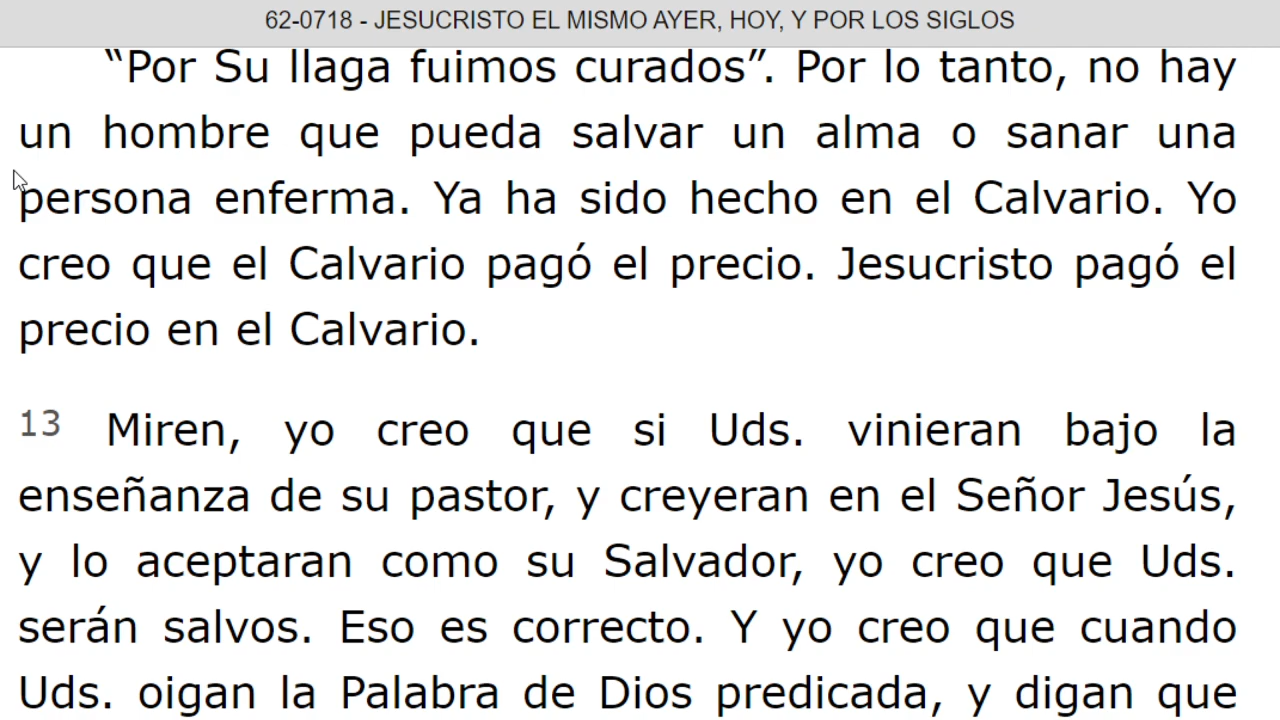 62-0718 - JESUCRISTO EL MISMO AYER, HOY, Y POR LOS SIGLOS
“Por Su llaga fuimos curados”. Por lo tanto, no hay
un hombre que pueda salvar un alma o sanar una
persona enferma. Ya ha sido hecho en el Calvario. Yo
creo que el Calvario pagó el precio. Jesucristo pagó el
precio en el Calvario.
13 Miren, yo creo que si Uds. vinieran bajo la
enseñanza de su pastor, y creyeran en el Señor Jesús,
y lo aceptaran como su Salvador, yo creo que Uds.
serán salvos. Eso es correcto. Y yo creo que cuando
Uds. oigan la Palabra de Dios predicada, y digan que